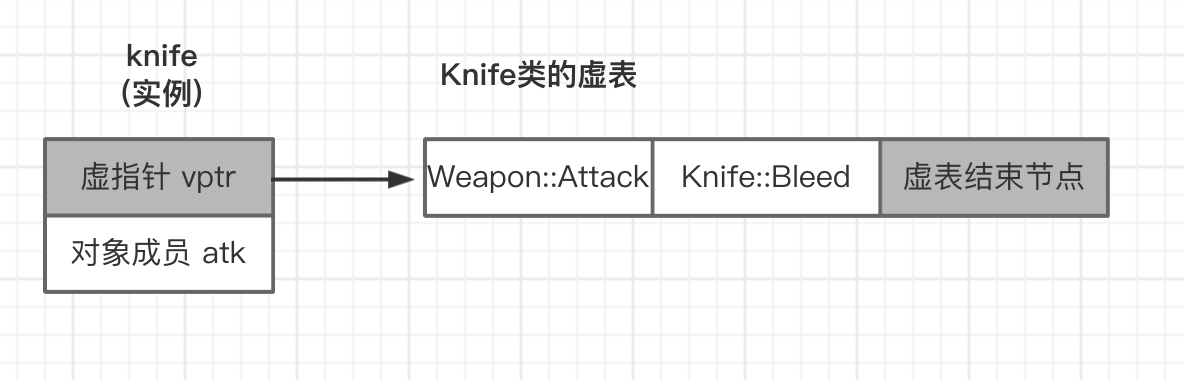 knife
(实例)
Knife类的虚表
虚指针 vptr
Weapon::Attack
Knife::Bleed
虚表结束节点
对象成员 atk